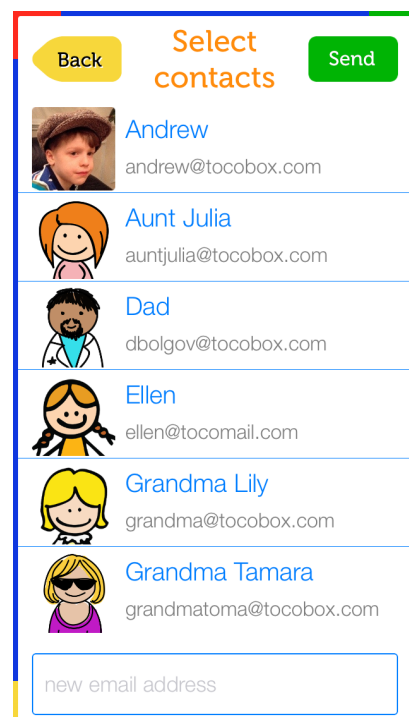 Back
Select
contacts
Send
Andrew
andrew@tocobox.com
Aunt Julia
auntjulia@tocobox.com
Dad
dbolgov@tocobox.com
Ellen
ellen@tocomail.com
Grandma Lily
grandma@tocobox.com
Grandma Tamara
grandmatoma@tocobox.com
new email address